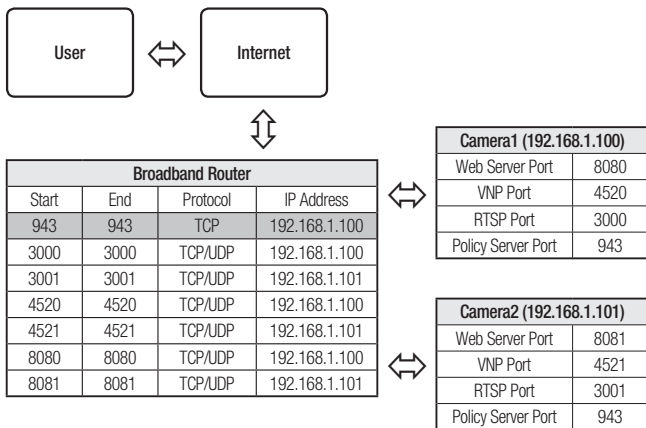 User
Internet
Broadband Router
Start End Protocol IP Address
943 943 TCP 192.168.1.100
3000 3000 TCP/UDP 192.168.1.100
3001 3001 TCP/UDP 192.168.1.101
4520 4520 TCP/UDP 192.168.1.100
4521 4521 TCP/UDP 192.168.1.101
8080 8080 TCP/UDP 192.168.1.100
8081 8081 TCP/UDP 192.168.1.101
Camera1 (192.168.1.100)
Web Server Port 8080
VNP Port 4520
RTSP Port 3000
Policy Server Port 943
Camera2 (192.168.1.101)
Web Server Port 8081
VNP Port 4521
RTSP Port 3001
Policy Server Port 943